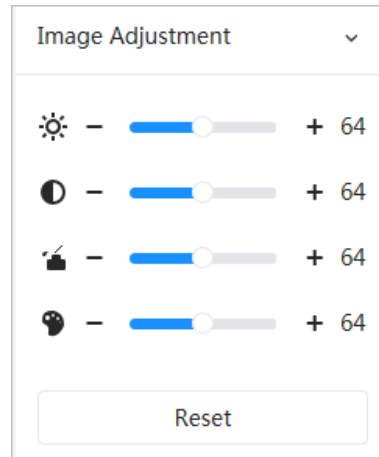 Image Adjustment
- + 64
- + 64
- + 64
- + 64
Reset